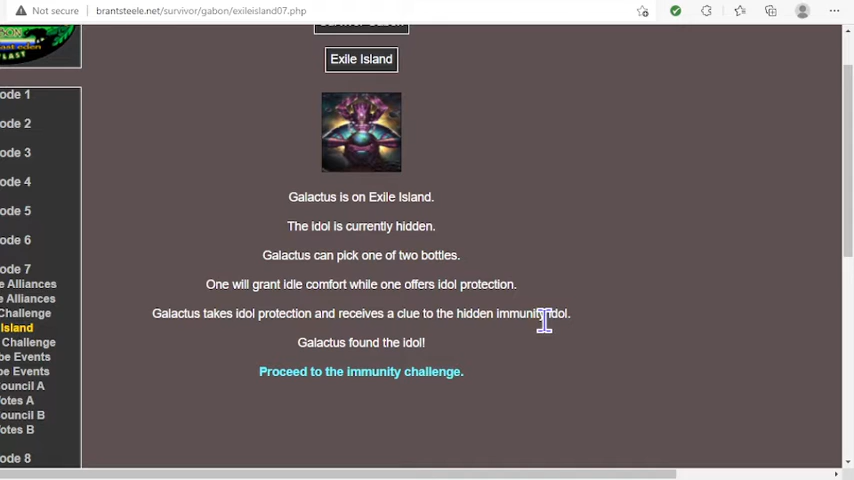 Not secure | brantsteele.net/survivor/gabon/exileisland07.php
Exile Island
Galactus is on Exile Island.
The idol is currently hidden.
Galactus can pick one of two bottles.
One will grant idle comfort while one offers idol protection.
Galactus takes idol protection and receives a clue to the hidden immunity idol.
Galactus found the idol!
Proceed to the immunity challenge.
ode 1
ode 2
ode 3
ode 4
ode 5
ode 6
ode 7
e Alliances
e Alliances
Challenge
Island
Challenge
be Events
be Events
ouncil A
otes A
ouncil B
otes B
ode 8